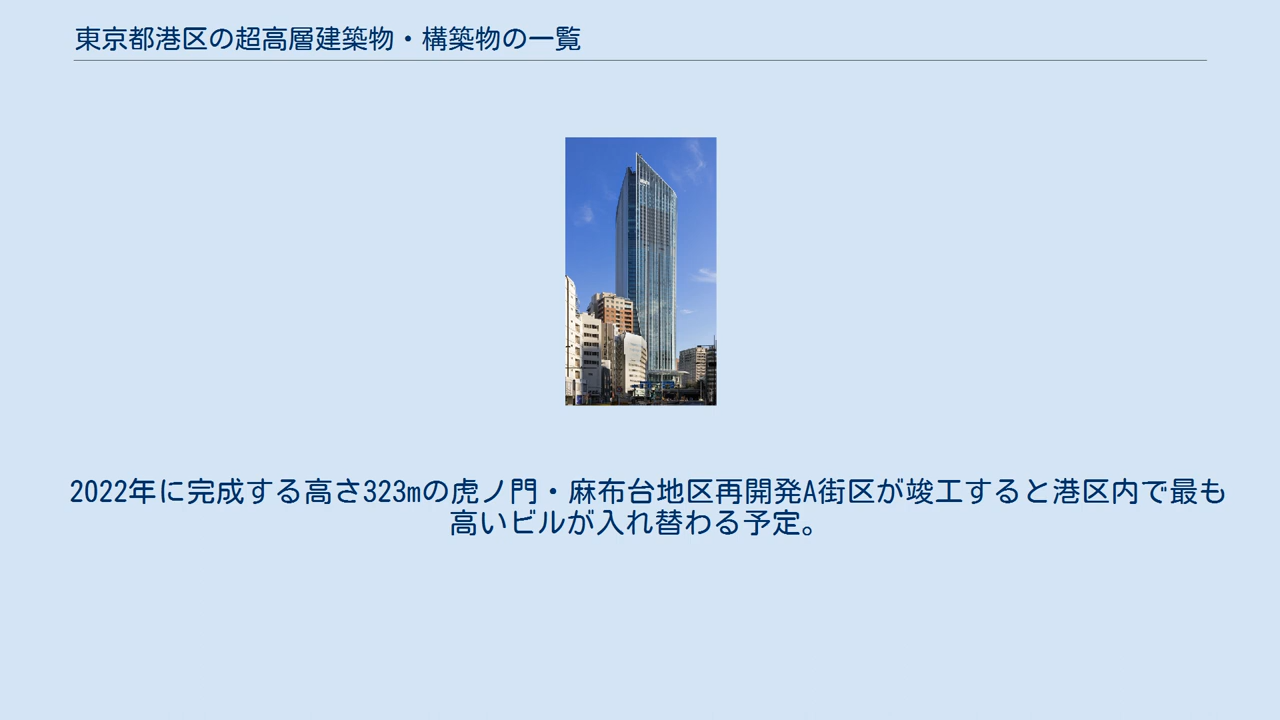 東京都港区の超高層建築物・構築物の一覧
2022年に完成する高さ323mの虎ノ門・麻布台地区再開発A街区が竣工すると港区内で最も
高いビルが入れ替わる予定。